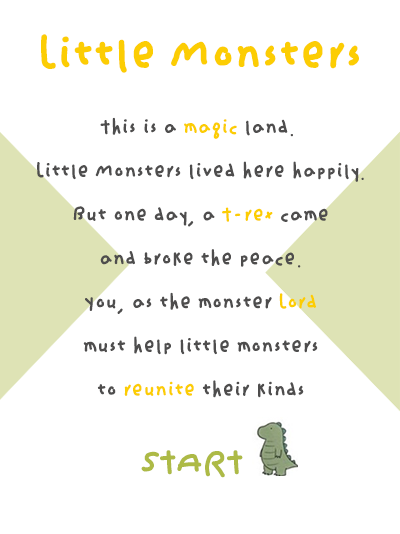 Little Monsters
this is a magic land.
Little Monsters lived here happily.
But one day, a t-rex came
and broke the peace.
you, as the monster Lord
must help little monsters
to reunite their kinds
START